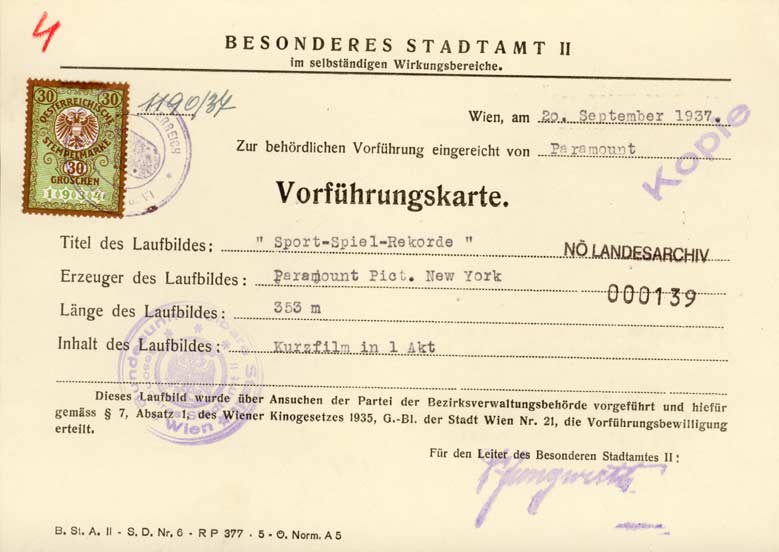 4
BESONDERES STADTAMT II
im selbständigen Wirkungsbereiche.
30 30
OESTERREICHISCHE
STEMPELMARKE
30
GROSCHEN
1934
1190/37
Wien, am 20. September 1937.
Zur behördlichen Vorführung eingereicht von Paramount
Kopie
Vorführungskarte.
Titel des Laufbildes: " Sport-Spiel-Rekorde "
NÖ LANDESARCHIV
Erzeuger des Laufbildes: Paramount Pict. New York
000139
Länge des Laufbildes: 353 m
Inhalt des Laufbildes: Kurzfilm in 1 Akt
Wien
Dieses Laufbild wurde über Ansuchen der Partei der Bezirksverwaltungsbehörde vorgeführt und hiefür
gemäss § 7, Absatz 1, des Wiener Kinogesetzes 1935, G.-Bl. der Stadt Wien Nr. 21, die Vorführungsbewilligung
erteilt.
Für den Leiter des Besonderen Stadtamtes II:
B. St. A. II - S. D. Nr. 6 - R P 377 - 5 - Ö. Norm. A 5